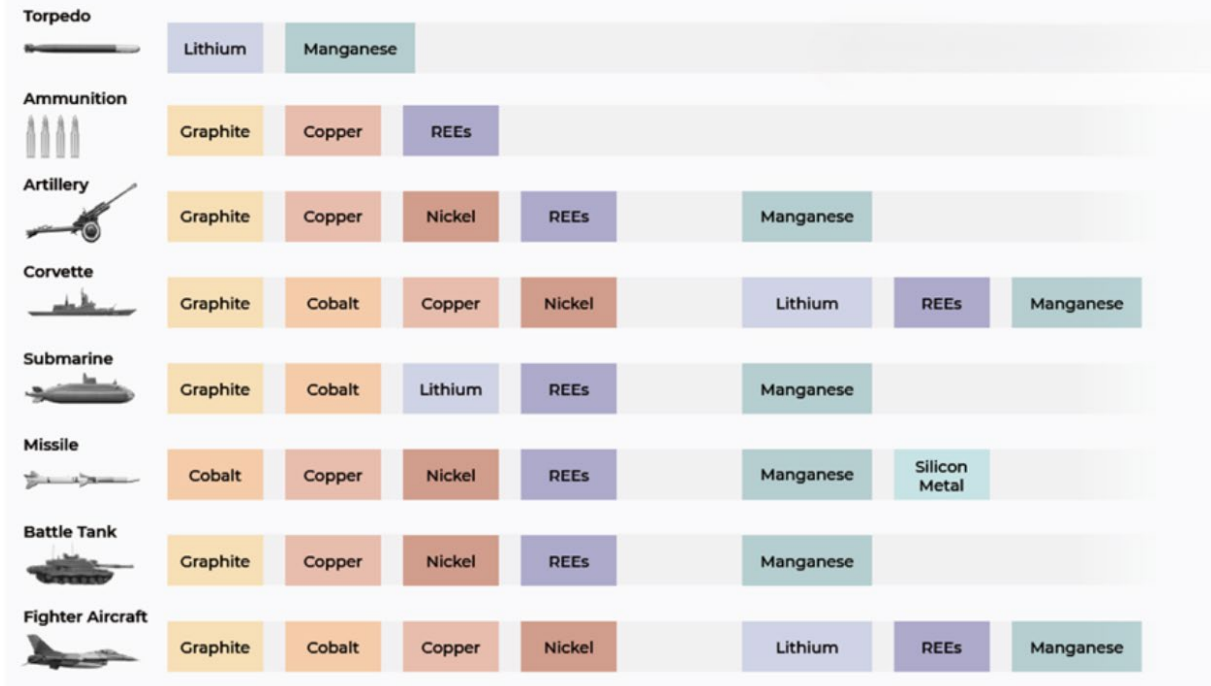 Torpedo
Lithium Manganese
Ammunition
Graphite Copper REEs
Artillery
Graphite Copper Nickel REEs Manganese
Corvette
Graphite Cobalt Copper Nickel Lithium REEs Manganese
Submarine
Graphite Cobalt Lithium REEs Manganese
Missile
Cobalt Copper Nickel REEs Manganese Silicon
Metal
Battle Tank
Graphite Copper Nickel REEs Manganese
Fighter Aircraft
Graphite Cobalt Copper Nickel Lithium REEs Manganese